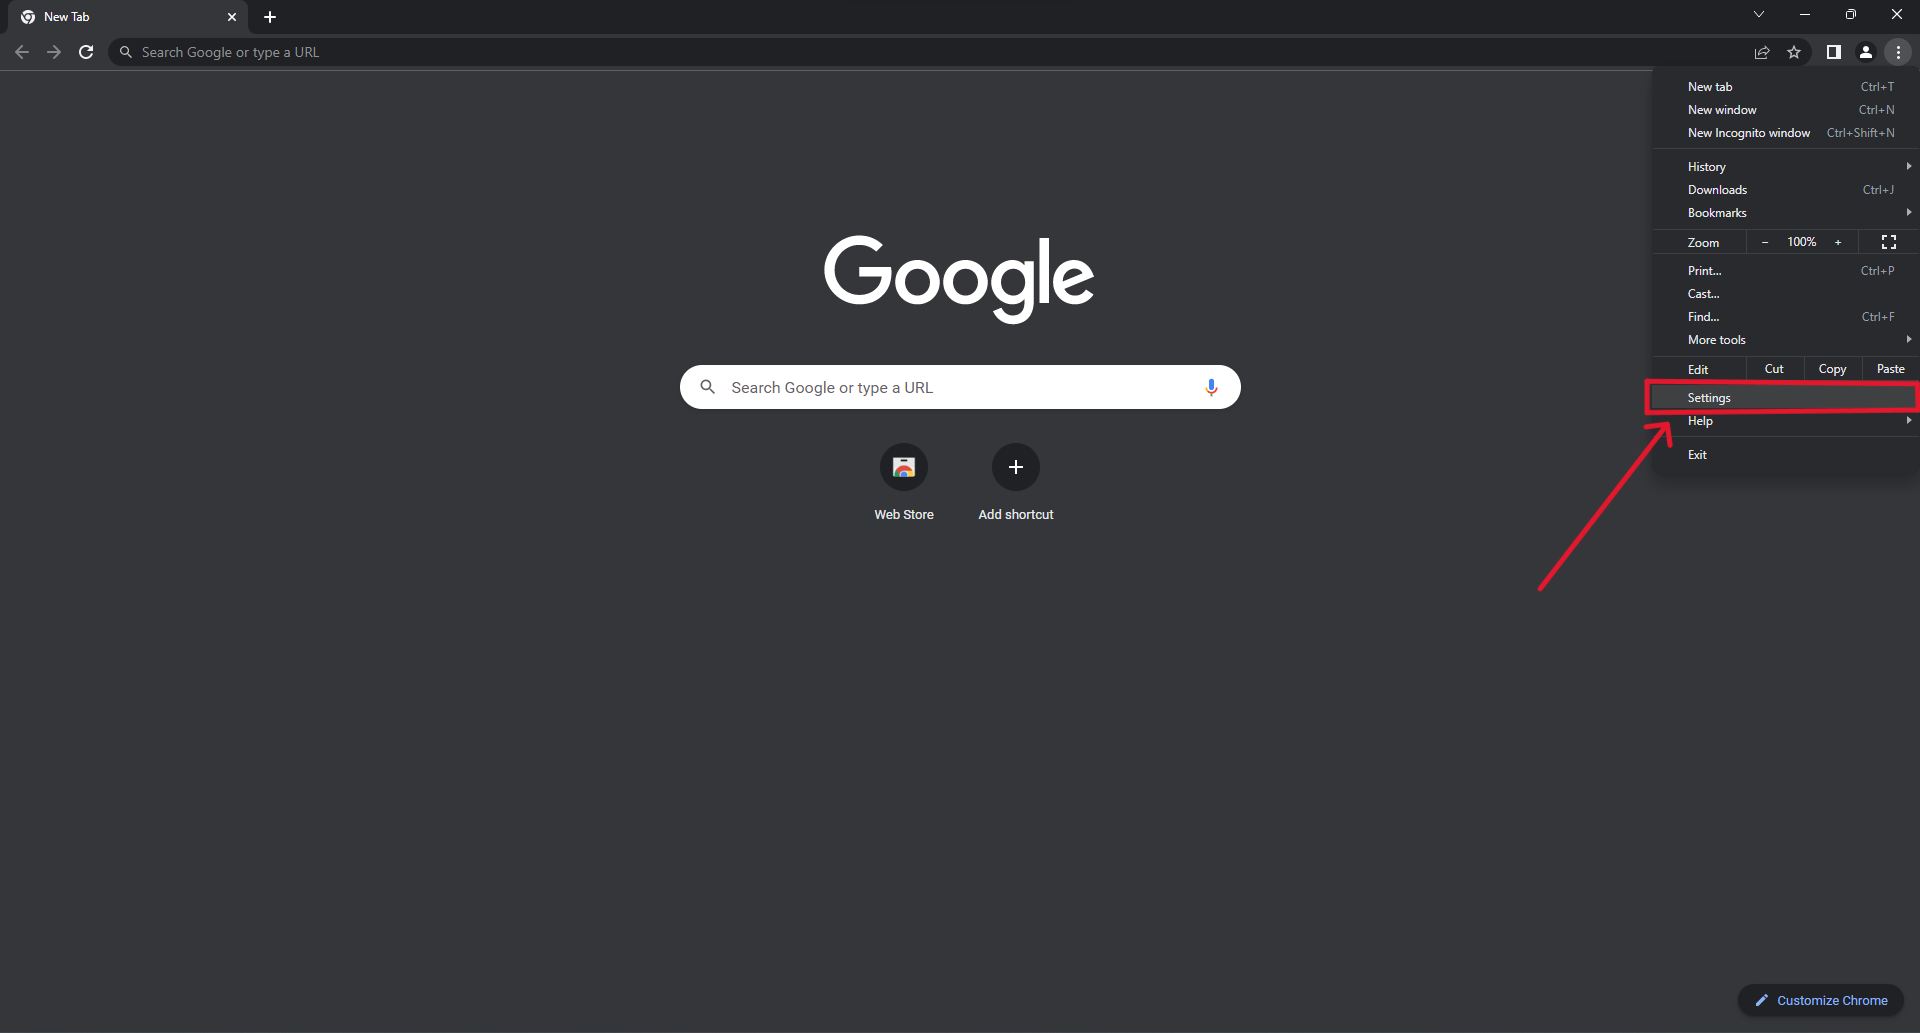 New Tab
Search Google or type a URL
New tab Ctrl+T
New window Ctrl+N
New Incognito window Ctrl+Shift+N
History
Downloads Ctrl+J
Bookmarks
Zoom - 100% +
Print... Ctrl+P
Cast...
Find... Ctrl+F
More tools
Edit Cut Copy Paste
Settings
Help
Exit
Google
Search Google or type a URL
Web Store Add shortcut
Customize Chrome